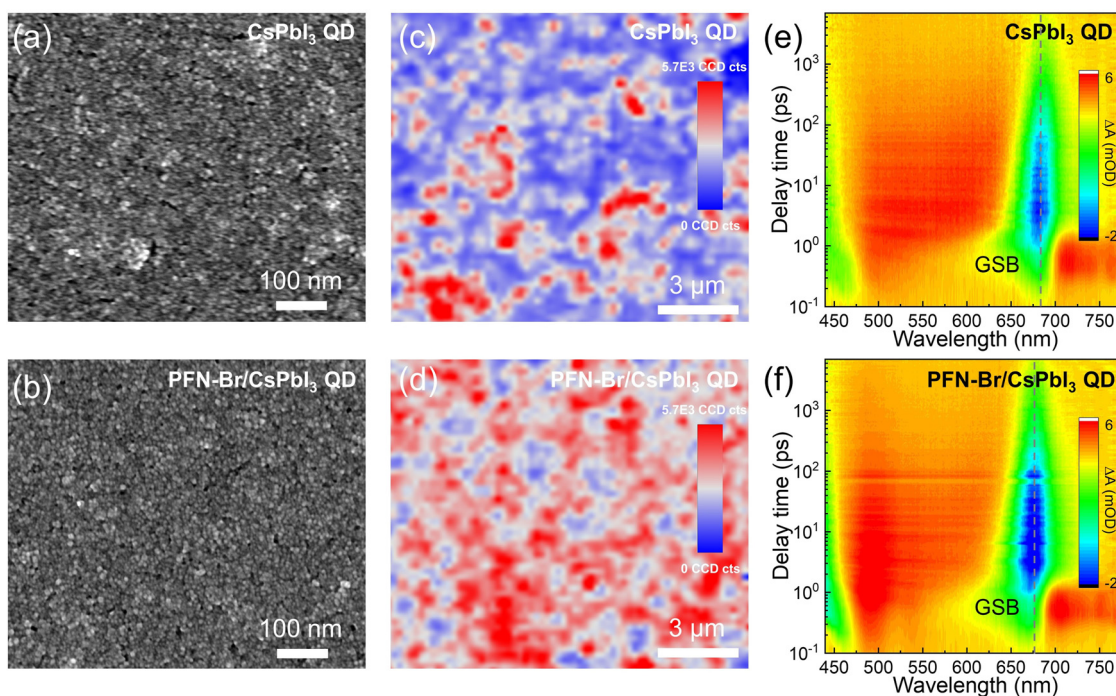 (a)
CsPbI₃ QD
100 nm
(c)
CsPbI₃ QD
5.7E3 CCD cts
0 CCD cts
3 μm
(e)
CsPbI₃ QD
Delay time (ps)
10³
10²
10¹
10⁰
10⁻¹
6
ΔA (mOD)
-2
GSB
450 500 550 600 650 700 750
Wavelength (nm)
(b)
PFN-Br/CsPbI₃ QD
100 nm
(d)
PFN-Br/CsPbI₃ QD
5.7E3 CCD cts
0 CCD cts
3 μm
(f)
PFN-Br/CsPbI₃ QD
Delay time (ps)
10³
10²
10¹
10⁰
10⁻¹
6
ΔA (mOD)
-2
GSB
450 500 550 600 650 700 750
Wavelength (nm)